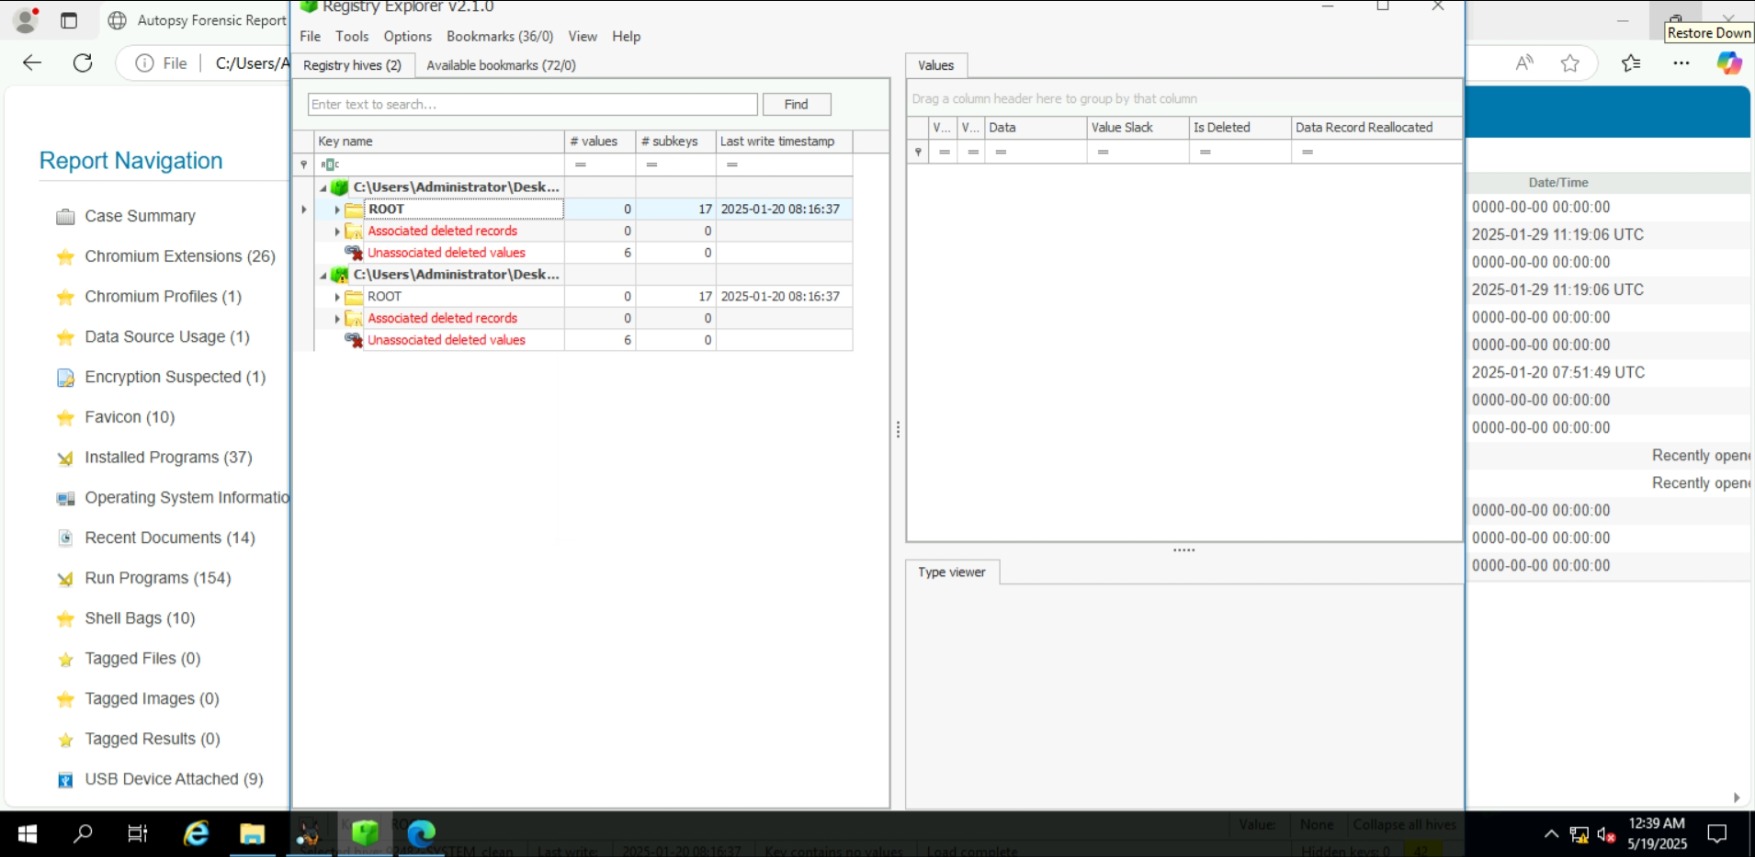 Autopsy Forensic Report
Registry Explorer v2.1.0
Restore Down
File
C:/Users/A
File Tools Options Bookmarks (36/0) View Help
Registry hives (2) Available bookmarks (72/0)
Values
Enter text to search...
Find
Drag a column header here to group by that column
Key name # values # subkeys Last write timestamp
V... V... Data Value Slack Is Deleted Data Record Reallocated
C:\Users\Administrator\Desk...
ROOT 0 17 2025-01-20 08:16:37
Associated deleted records 0 0
Unassociated deleted values 6 0
C:\Users\Administrator\Desk...
ROOT 0 17 2025-01-20 08:16:37
Associated deleted records 0 0
Unassociated deleted values 6 0
Type viewer
Report Navigation
Case Summary
Chromium Extensions (26)
Chromium Profiles (1)
Data Source Usage (1)
Encryption Suspected (1)
Favicon (10)
Installed Programs (37)
Operating System Informatio
Recent Documents (14)
Run Programs (154)
Shell Bags (10)
Tagged Files (0)
Tagged Images (0)
Tagged Results (0)
USB Device Attached (9)
Date/Time
0000-00-00 00:00:00
2025-01-29 11:19:06 UTC
0000-00-00 00:00:00
2025-01-29 11:19:06 UTC
0000-00-00 00:00:00
0000-00-00 00:00:00
2025-01-20 07:51:49 UTC
0000-00-00 00:00:00
0000-00-00 00:00:00
Recently opene
Recently opene
0000-00-00 00:00:00
0000-00-00 00:00:00
0000-00-00 00:00:00
Value: None Collapse all hives
Last write: 2025-01-20 08:16:37 Key contains no values Load complete
Hidden keys: 0 42
12:39 AM
5/19/2025